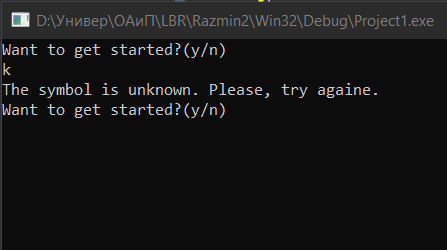 D:\Универ\ОАиП\LBR\Razmin2\Win32\Debug\Project1.exe
Want to get started?(y/n)
k
The symbol is unknown. Please, try againe.
Want to get started?(y/n)